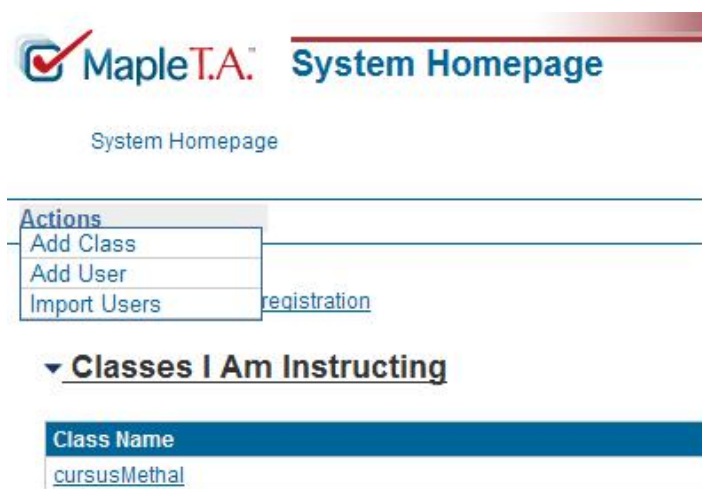 MapleT.A.™ System Homepage
System Homepage
Actions
Add Class
Add User
Import Users registration
Classes I Am Instructing
Class Name
cursusMethal